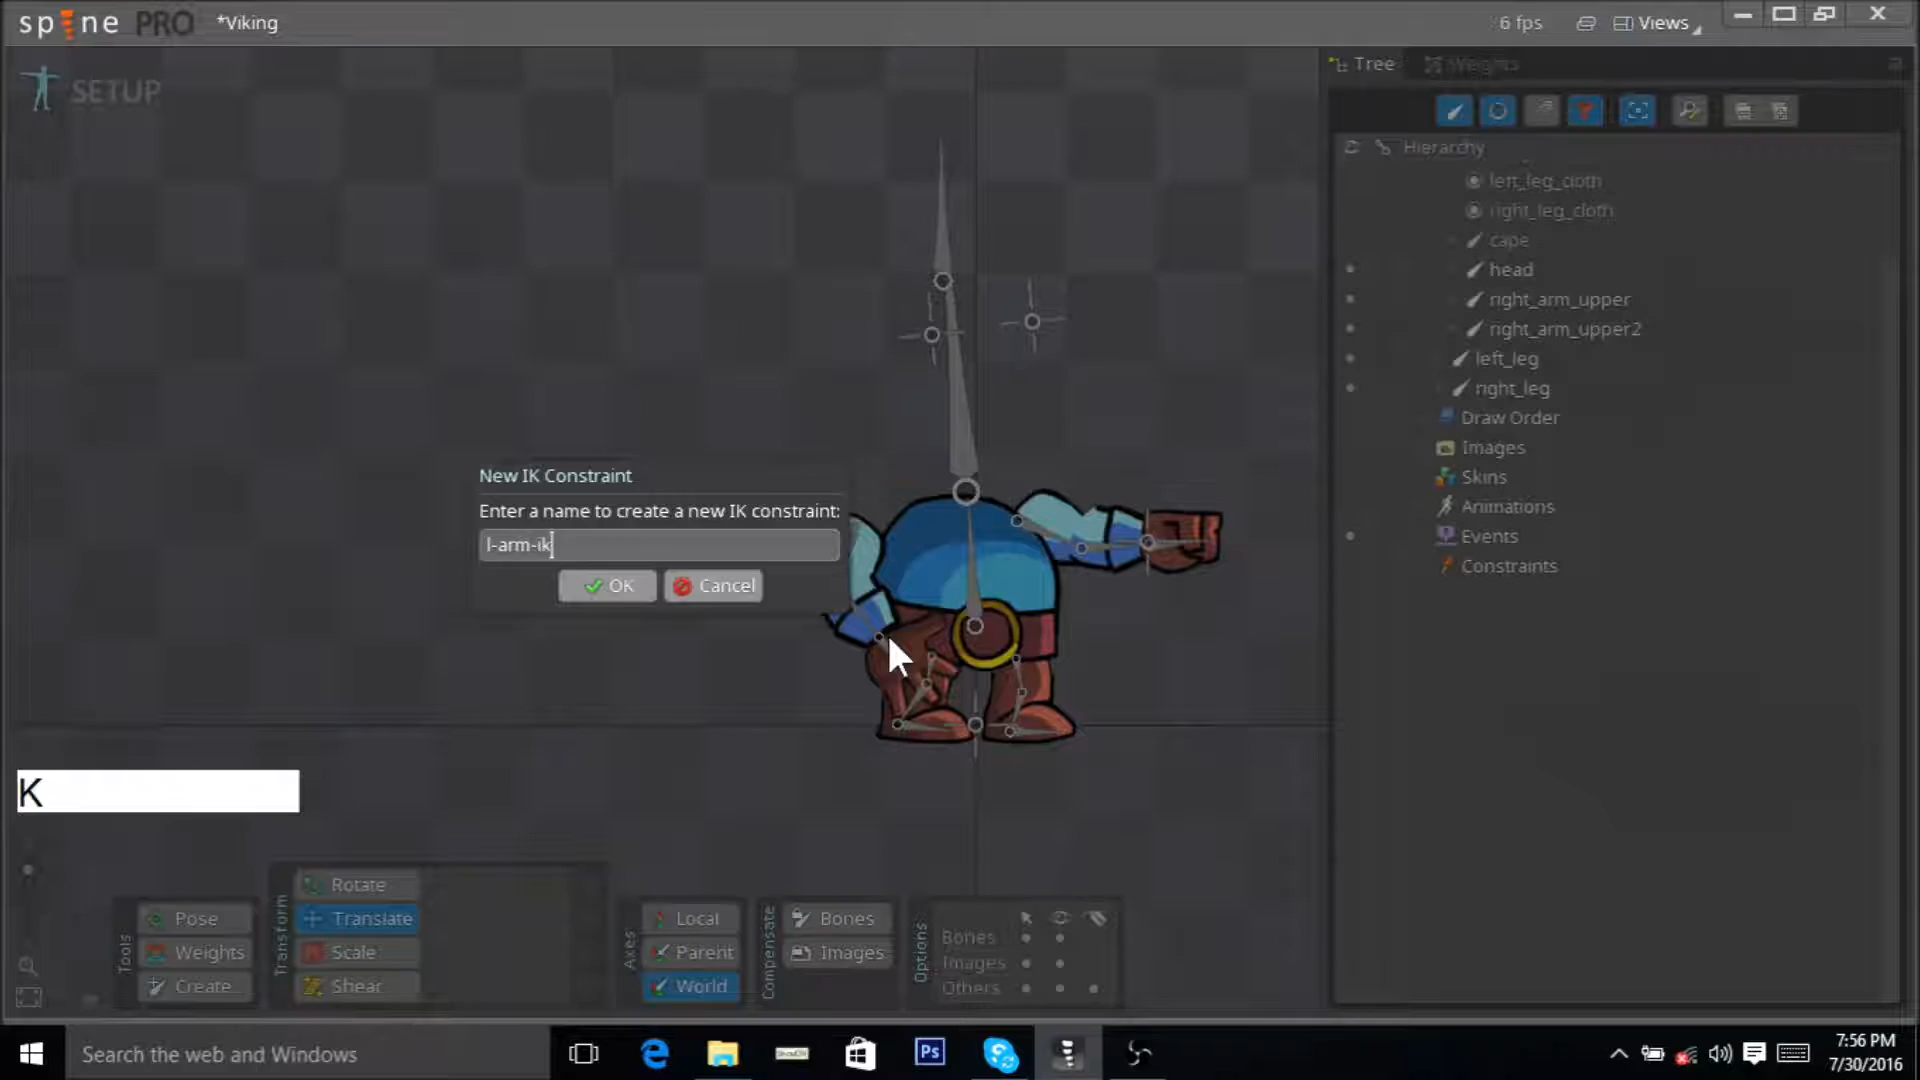 spine PRO *Viking 6 fps Views
SETUP
Tree Weights
Hierarchy
left_leg_cloth
right_leg_cloth
cape
head
right_arm_upper
right_arm_upper2
left_leg
right_leg
Draw Order
Images
Skins
Animations
Events
Constraints
New IK Constraint
Enter a name to create a new IK constraint:
l-arm-ik
OK Cancel
K
Tools
Pose
Weights
Create...
Transform
Rotate
Translate
Scale
Shear
Axes
Local
Parent
World
Compensate
Bones
Images
Options
Bones
Images
Others
Search the web and Windows
Ps
7:56 PM
7/30/2016